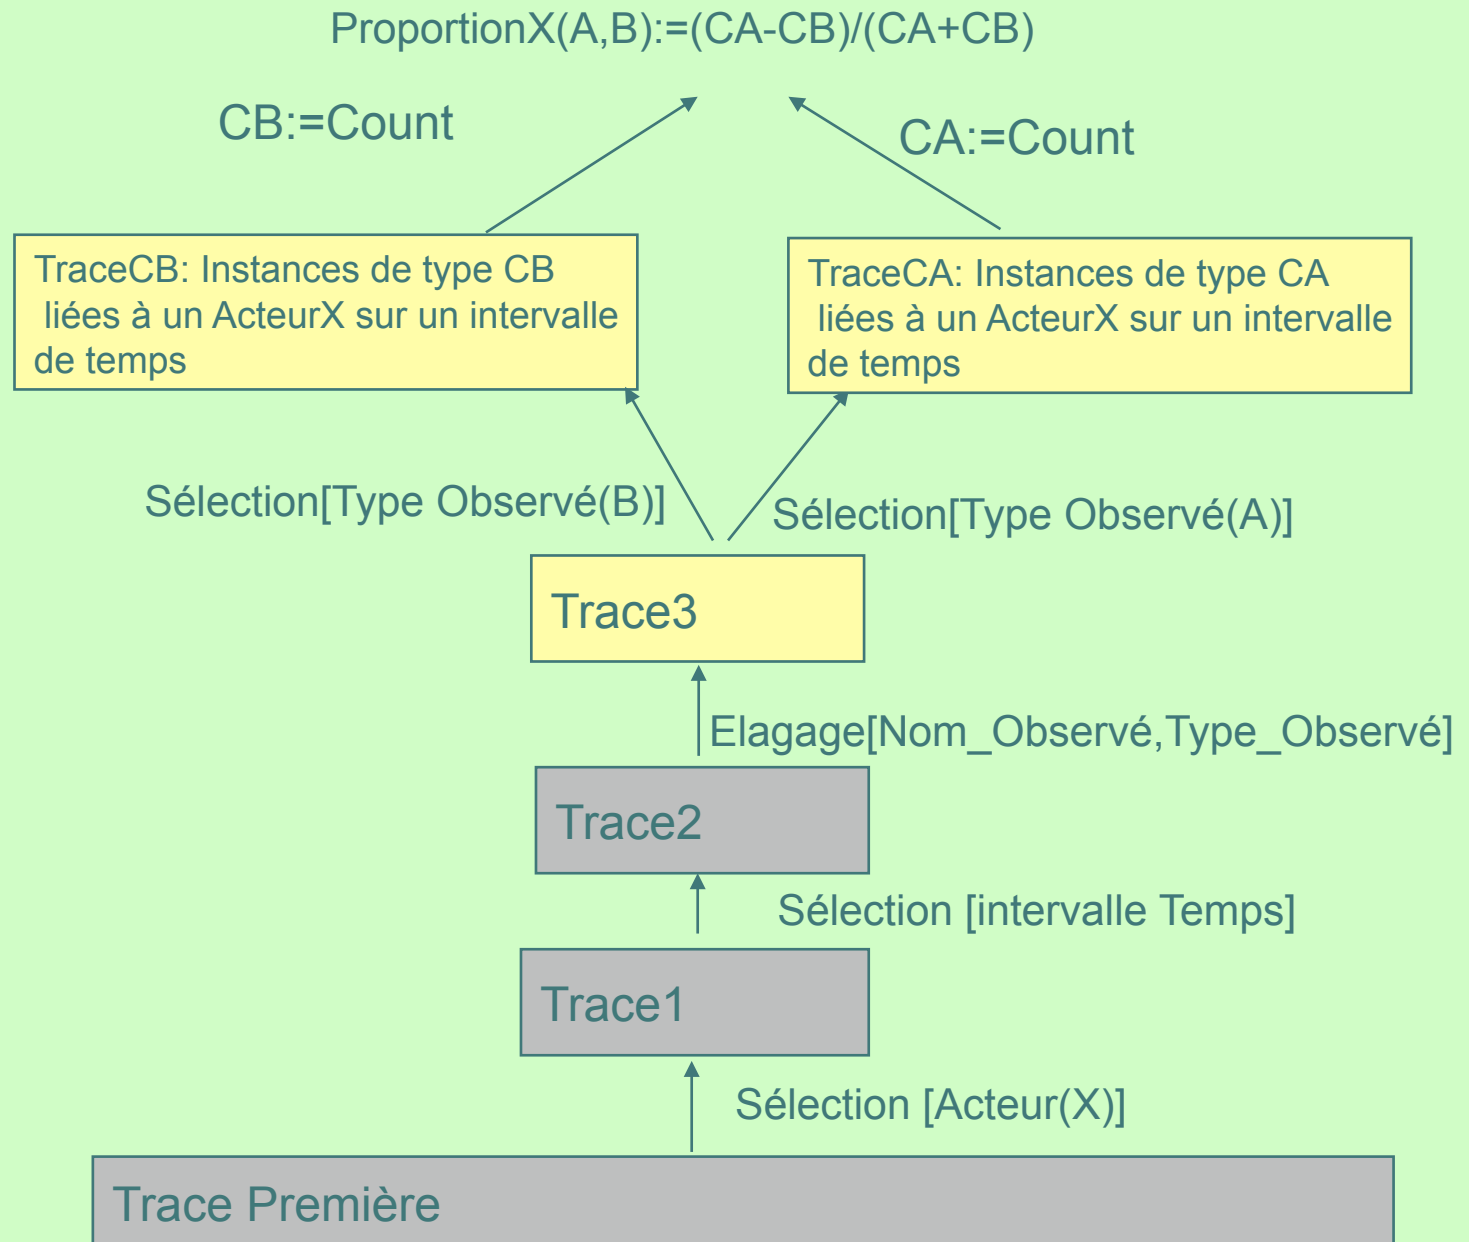 ProportionX(A,B):=(CA-CB)/(CA+CB)
CB:=Count
CA:=Count
TraceCB: Instances de type CB
liées à un ActeurX sur un intervalle
de temps
TraceCA: Instances de type CA
liées à un ActeurX sur un intervalle
de temps
Sélection[Type Observé(B)]
Sélection[Type Observé(A)]
Trace3
Elagage[Nom_Observé,Type_Observé]
Trace2
Sélection [intervalle Temps]
Trace1
Sélection [Acteur(X)]
Trace Première